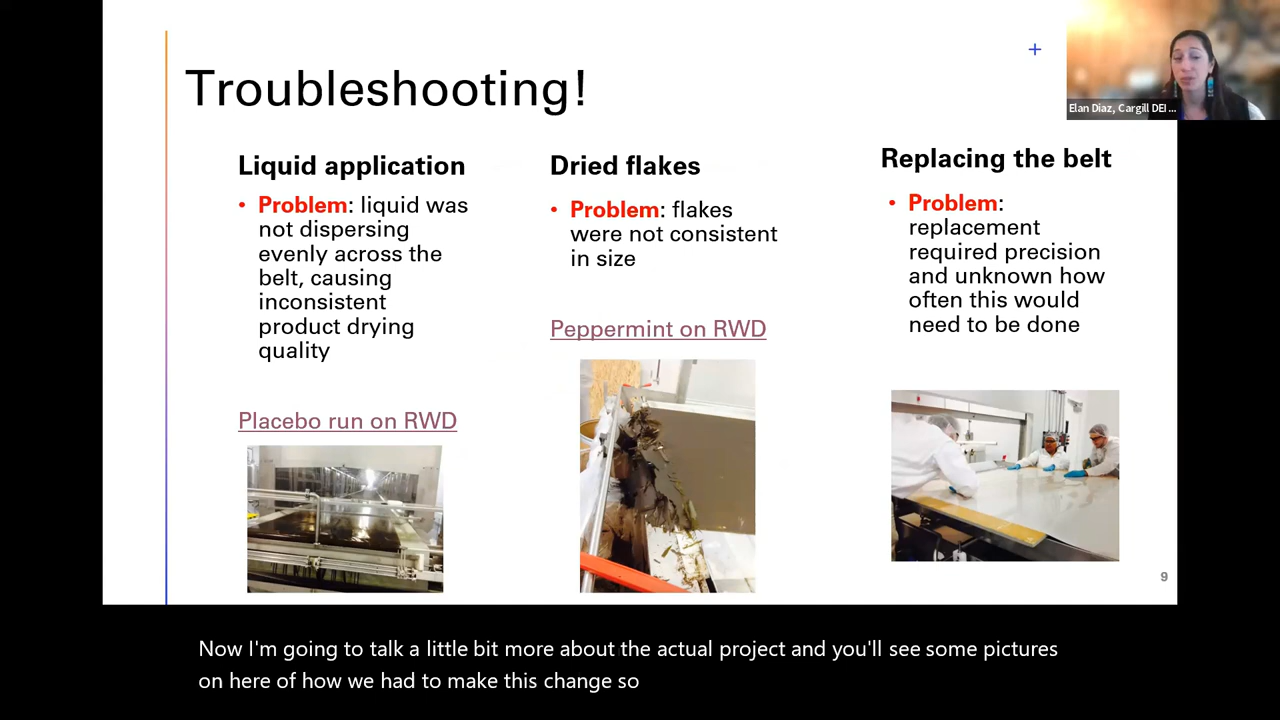 Troubleshooting!
+
Elan Diaz, Cargill DEI ...
Liquid application
• Problem: liquid was
not dispersing
evenly across the
belt, causing
inconsistent
product drying
quality
Placebo run on RWD
Dried flakes
• Problem: flakes
were not consistent
in size
Peppermint on RWD
Replacing the belt
• Problem:
replacement
required precision
and unknown how
often this would
need to be done
9
Now I'm going to talk a little bit more about the actual project and you'll see some pictures
on here of how we had to make this change so